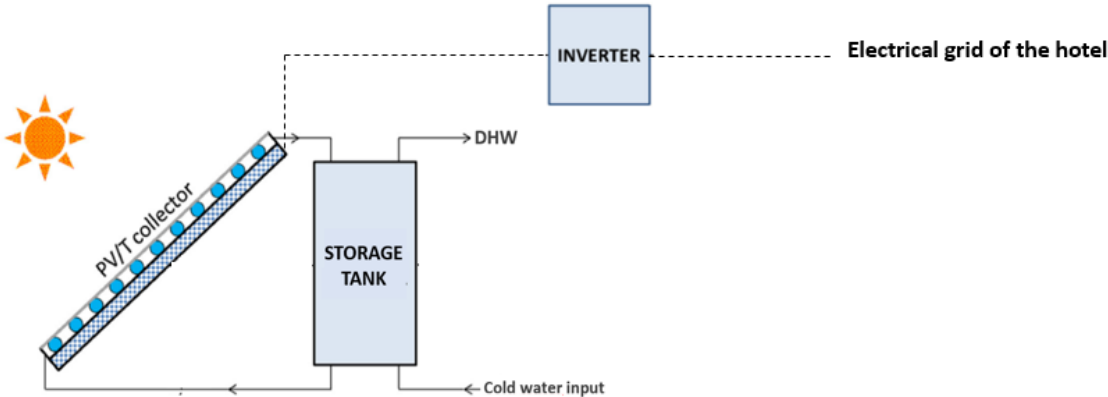 Electrical grid of the hotel
INVERTER
DHW
PV/T collector
STORAGE
TANK
Cold water input